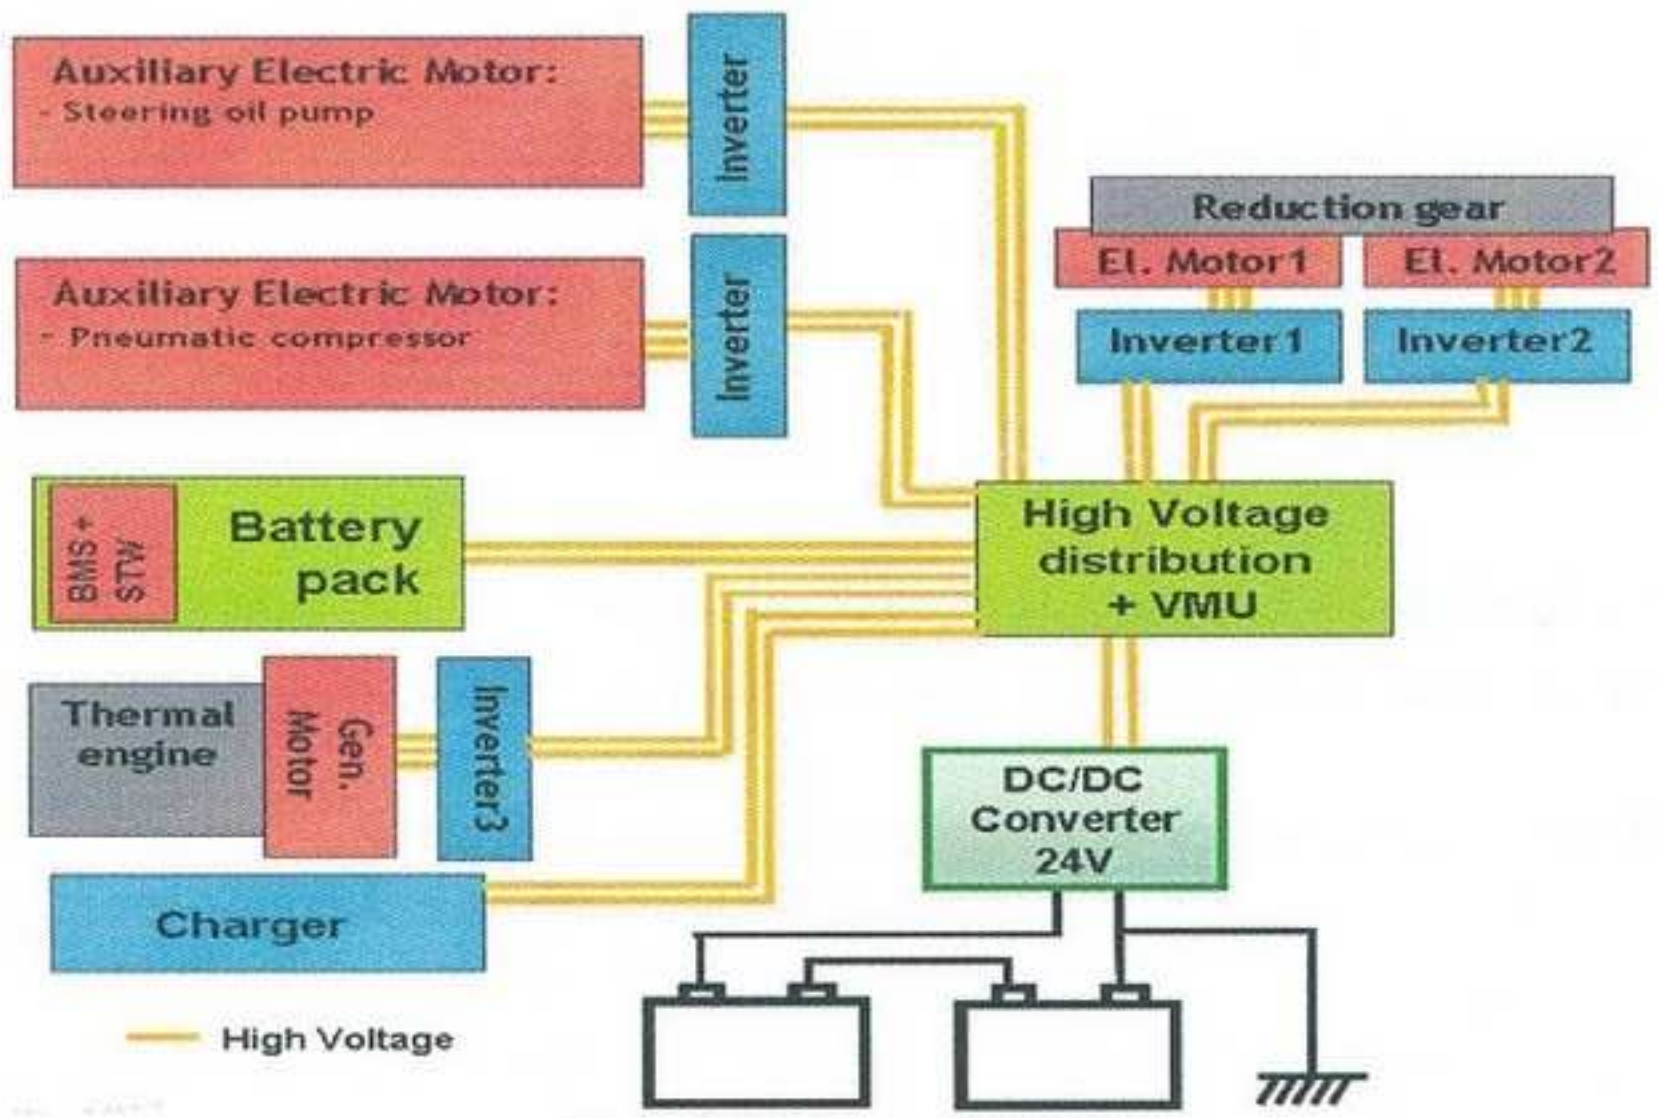 Auxiliary Electric Motor:
- Steering oil pump
Inverter
Reduction gear
El. Motor1
El. Motor2
Inverter1
Inverter2
Auxiliary Electric Motor:
- Pneumatic compressor
Inverter
BMS +
STW
Battery
pack
High Voltage
distribution
+ VMU
Thermal
engine
Gen.
Motor
Inverter3
DC/DC
Converter
24V
Charger
High Voltage